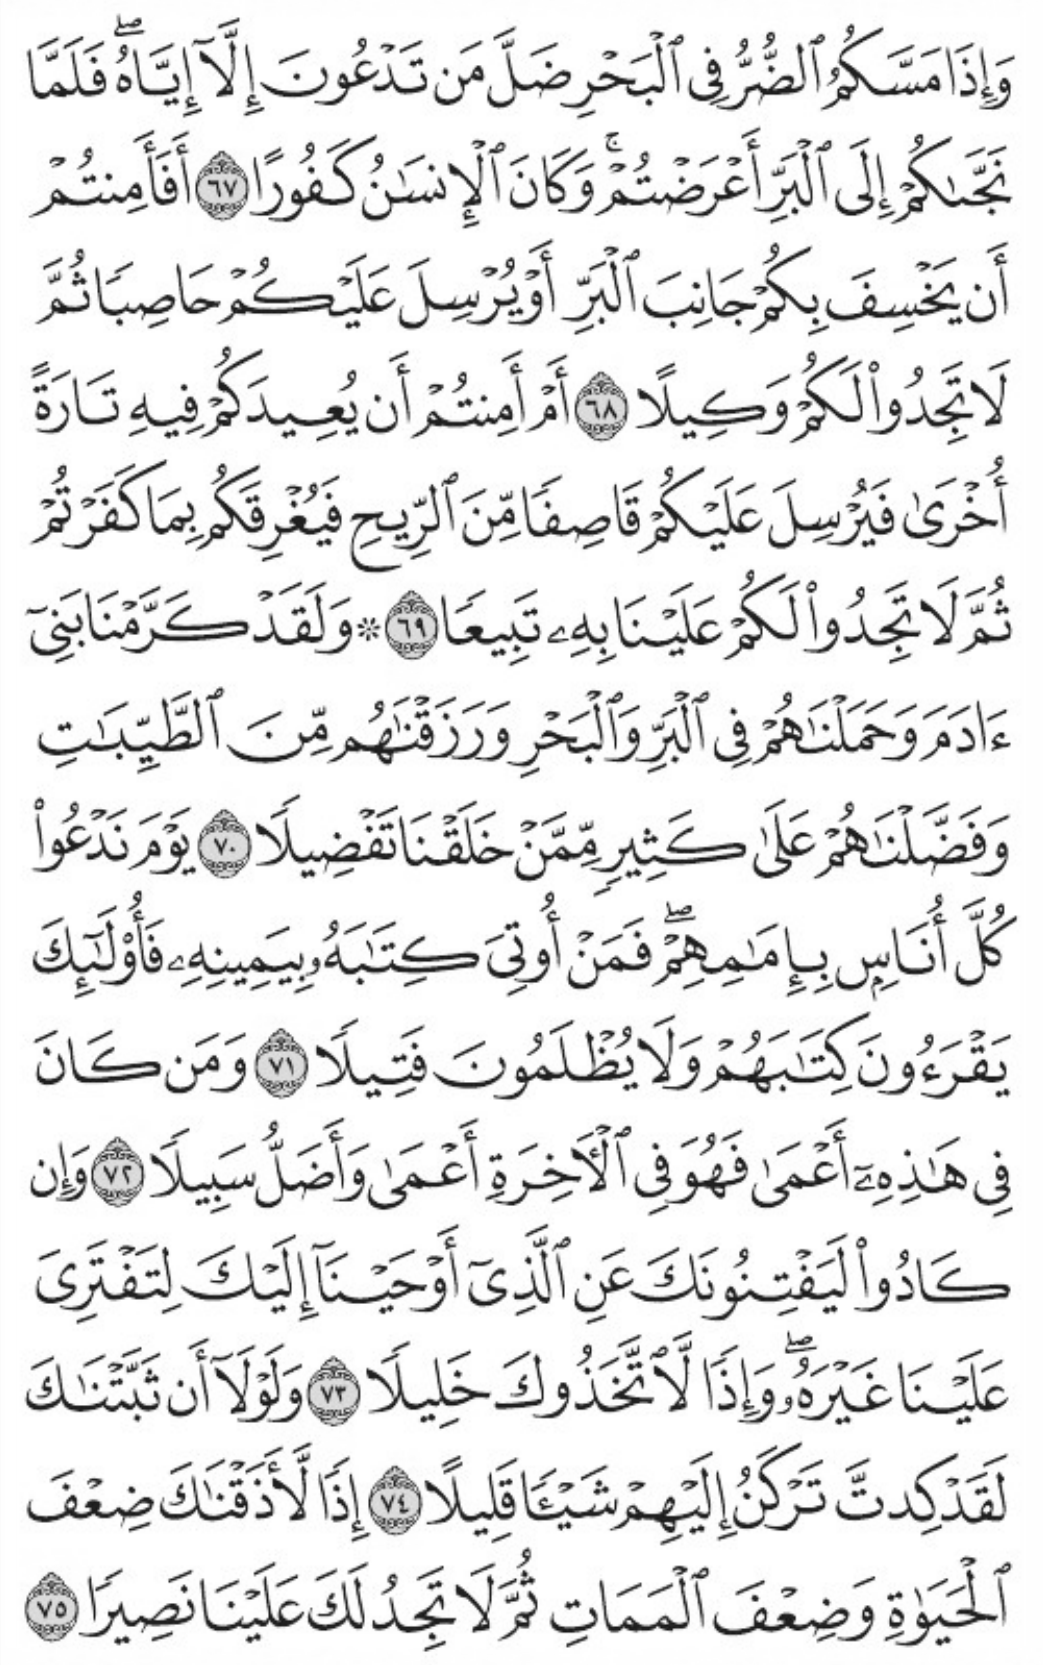 وَإِذَا مَسَّكُمُ ٱلضُّرُّ فِى ٱلْبَحْرِ ضَلَّ مَن تَدْعُونَ إِلَّآ إِيَّاهُ ۖ فَلَمَّا
نَجَّىٰكُمْ إِلَى ٱلْبَرِّ أَعْرَضْتُمْ ۚ وَكَانَ ٱلْإِنسَٰنُ كَفُورًا ٦٧ أَفَأَمِنتُمْ
أَن يَخْسِفَ بِكُمْ جَانِبَ ٱلْبَرِّ أَوْ يُرْسِلَ عَلَيْكُمْ حَاصِبًا ثُمَّ
لَا تَجِدُوا۟ لَكُمْ وَكِيلًا ٦٨ أَمْ أَمِنتُمْ أَن يُعِيدَكُمْ فِيهِ تَارَةً
أُخْرَىٰ فَيُرْسِلَ عَلَيْكُمْ قَاصِفًا مِّنَ ٱلرِّيحِ فَيُغْرِقَكُم بِمَا كَفَرْتُمْ
ثُمَّ لَا تَجِدُوا۟ لَكُمْ عَلَيْنَا بِهِۦ تَبِيعًا ٦٩ * وَلَقَدْ كَرَّمْنَا بَنِىٓ
ءَادَمَ وَحَمَلْنَٰهُمْ فِى ٱلْبَرِّ وَٱلْبَحْرِ وَرَزَقْنَٰهُم مِّنَ ٱلطَّيِّبَٰتِ
وَفَضَّلْنَٰهُمْ عَلَىٰ كَثِيرٍ مِّمَّنْ خَلَقْنَا تَفْضِيلًا ٧٠ يَوْمَ نَدْعُوا۟
كُلَّ أُنَاسٍۭ بِإِمَٰمِهِمْ ۖ فَمَنْ أُوتِىَ كِتَٰبَهُۥ بِيَمِينِهِۦ فَأُو۟لَٰٓئِكَ
يَقْرَءُونَ كِتَٰبَهُمْ وَلَا يُظْلَمُونَ فَتِيلًا ٧١ وَمَن كَانَ
فِى هَٰذِهِۦٓ أَعْمَىٰ فَهُوَ فِى ٱلْءَاخِرَةِ أَعْمَىٰ وَأَضَلُّ سَبِيلًا ٧٢ وَإِن
كَادُوا۟ لَيَفْتِنُونَكَ عَنِ ٱلَّذِىٓ أَوْحَيْنَآ إِلَيْكَ لِتَفْتَرِىَ
عَلَيْنَا غَيْرَهُۥ ۖ وَإِذًا لَّٱتَّخَذُوكَ خَلِيلًا ٧٣ وَلَوْلَآ أَن ثَبَّتْنَٰكَ
لَقَدْ كِدتَّ تَرْكَنُ إِلَيْهِمْ شَيْـًٔا قَلِيلًا ٧٤ إِذًا لَّأَذَقْنَٰكَ ضِعْفَ
ٱلْحَيَوٰةِ وَضِعْفَ ٱلْمَمَاتِ ثُمَّ لَا تَجِدُ لَكَ عَلَيْنَا نَصِيرًا ٧٥